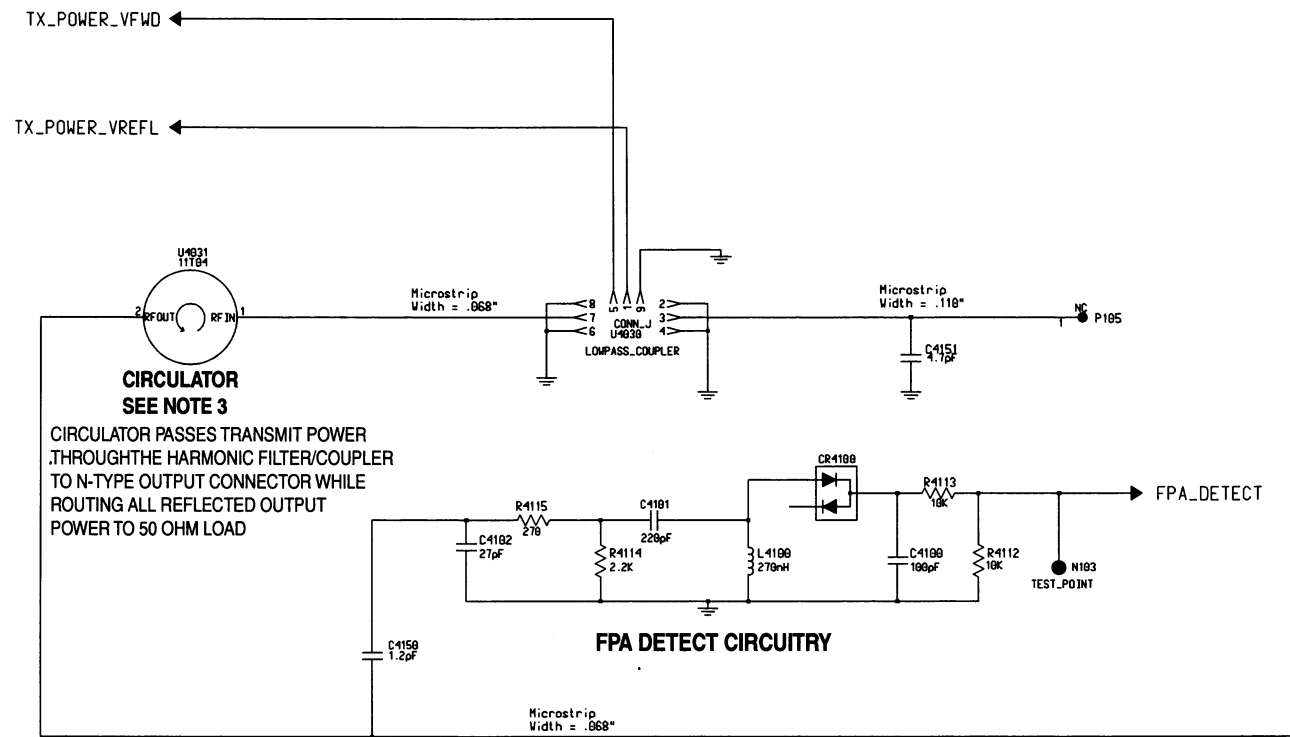 TX_POWER_VFWD
TX_POWER_VREFL
U4031
11T04
2
RFOUT
RFIN
1
Microstrip
Width = .068"
8
7
6
5
1
9
2
3
4
CONN_J
U4030
LOWPASS_COUPLER
Microstrip
Width = .110"
NC
1
P105
C4151
4.7pF
CIRCULATOR
SEE NOTE 3
CIRCULATOR PASSES TRANSMIT POWER
.THROUGHTHE HARMONIC FILTER/COUPLER
TO N-TYPE OUTPUT CONNECTOR WHILE
ROUTING ALL REFLECTED OUTPUT
POWER TO 50 OHM LOAD
CR4100
R4113
10K
FPA_DETECT
R4115
270
C4101
220pF
C4102
27pF
R4114
2.2K
L4100
270nH
C4100
100pF
R4112
10K
N103
TEST_POINT
FPA DETECT CIRCUITRY
C4150
1.2pF
Microstrip
Width = .068"